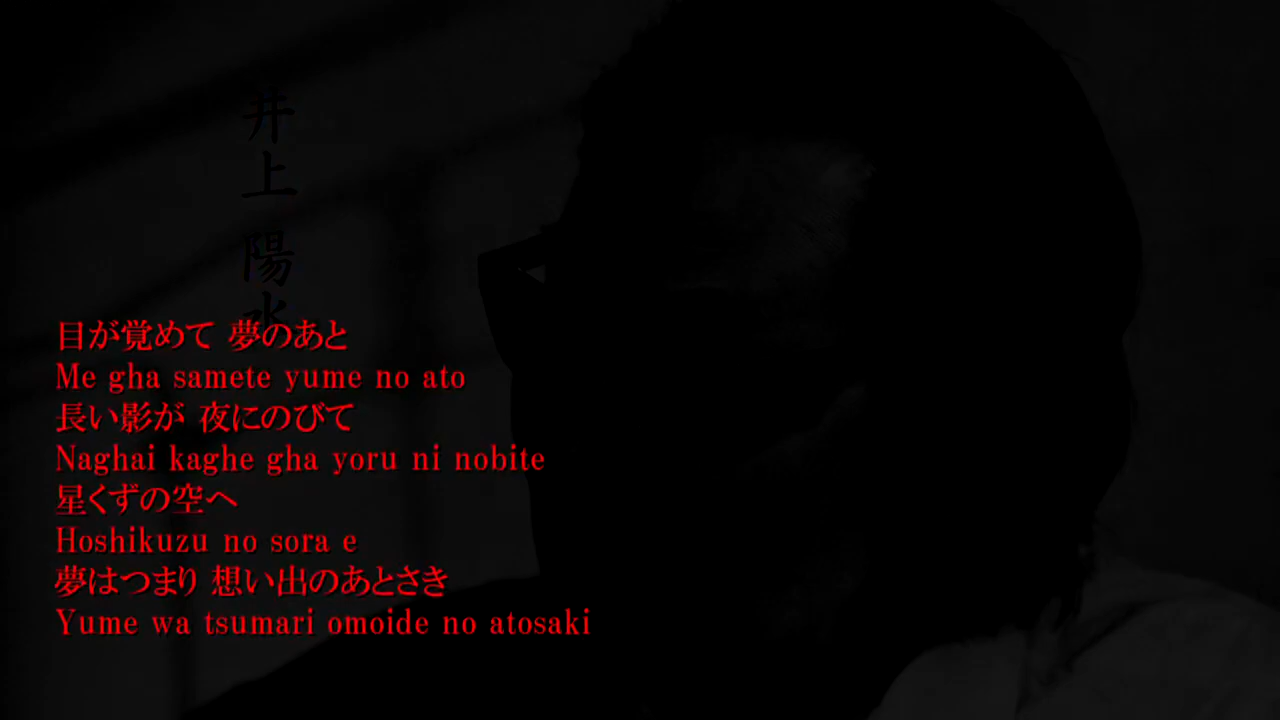 井上 陽水
目が覚めて 夢のあと
Me gha samete yume no ato
長い影が 夜にのびて
Naghai kaghe gha yoru ni nobite
星くずの空へ
Hoshikuzu no sora e
夢はつまり 想い出のあとさき
Yume wa tsumari omoide no atosaki